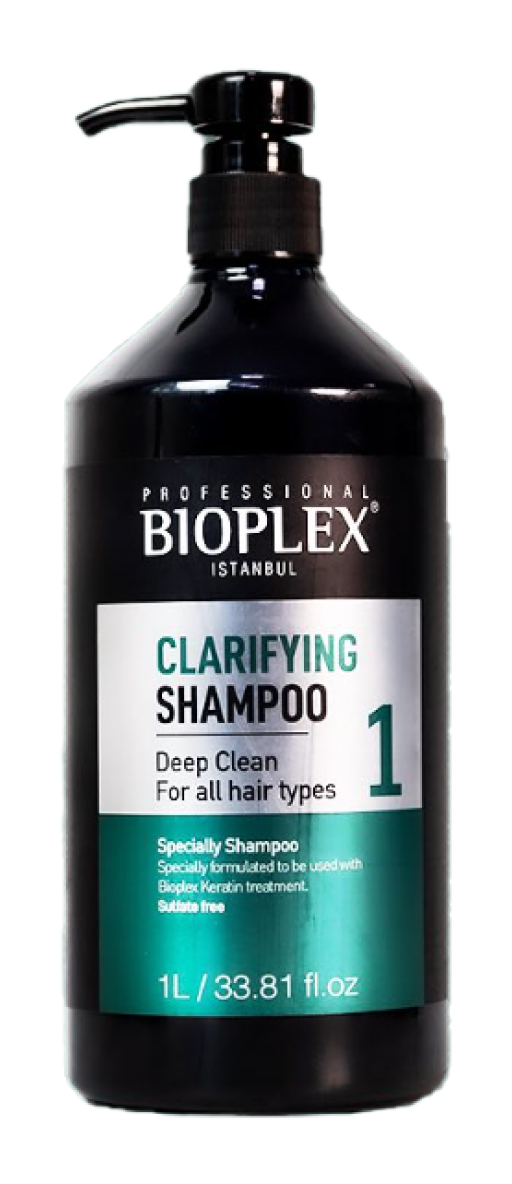 PROFESSIONAL
BIOPLEX®
ISTANBUL
CLARIFYING
SHAMPOO
1
Deep Clean
For all hair types
Specially Shampoo
Specially formulated to be used with
Bioplex Keratin treatment.
Sulfate free
1L / 33.81 fl.oz